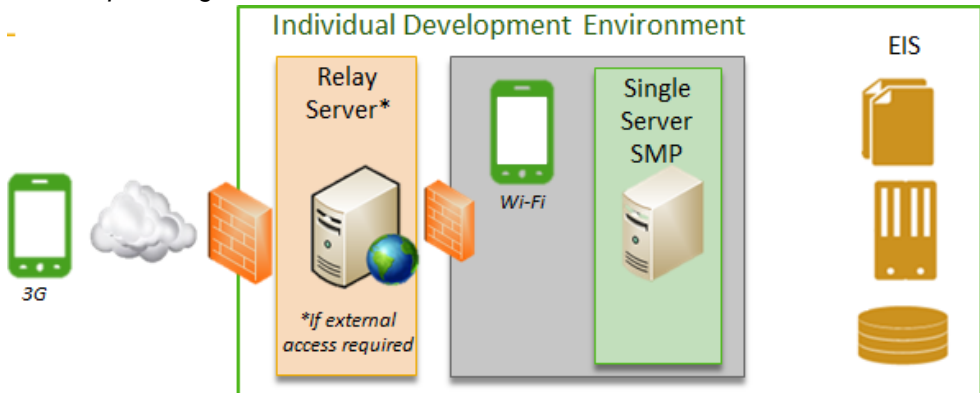 Individual Development Environment
Relay
Server*
Single
Server
SMP
EIS
Wi-Fi
3G
*If external
access required